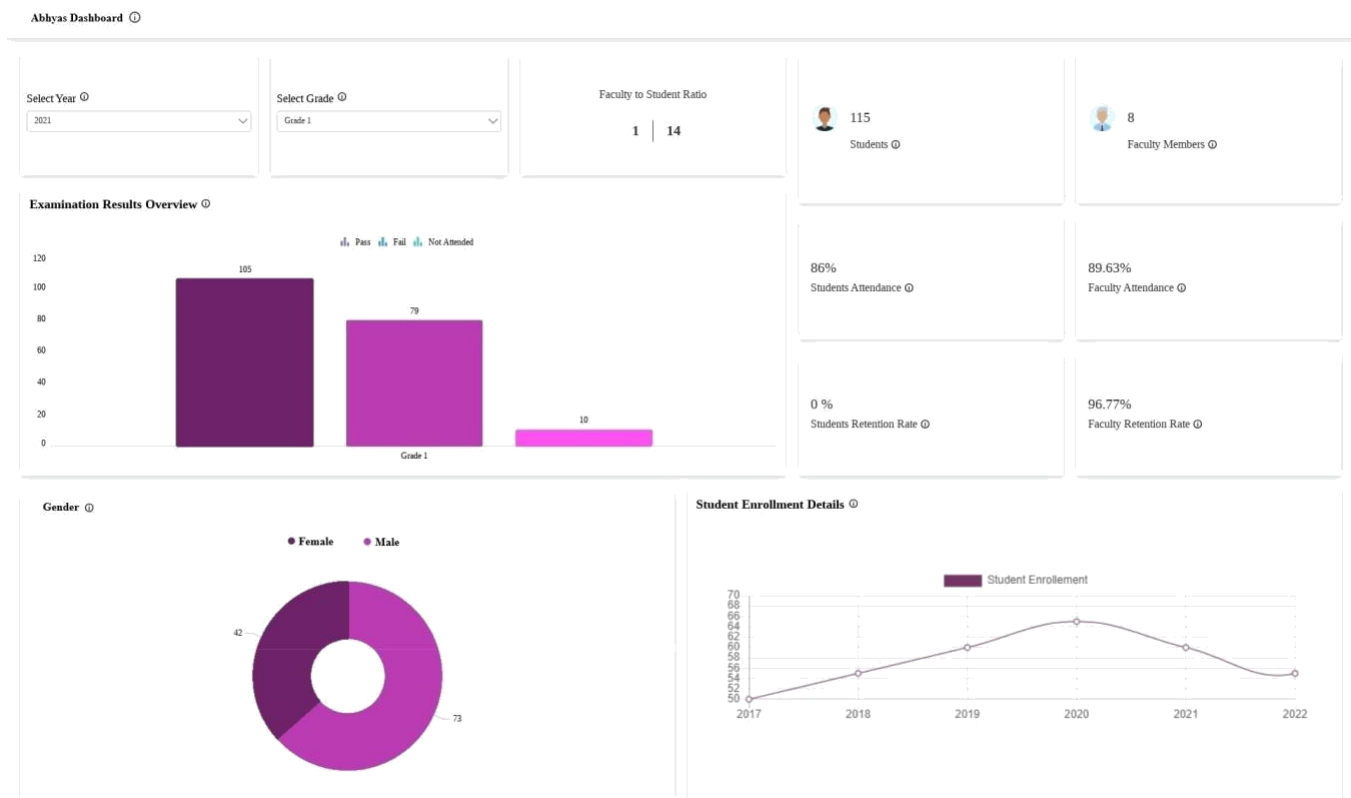 Abhyas Dashboard
Select Year
2021
Select Grade
Grade 1
Faculty to Student Ratio
1 14
115
Students
8
Faculty Members
Examination Results Overview
Pass Fail Not Attended
120
100
80
60
40
20
0
105
79
10
Grade 1
86%
Students Attendance
89.63%
Faculty Attendance
0 %
Students Retention Rate
96.77%
Faculty Retention Rate
Gender
Female Male
42
73
Student Enrollment Details
Student Enrollement
70
68
66
64
62
60
58
56
54
52
50
2017 2018 2019 2020 2021 2022